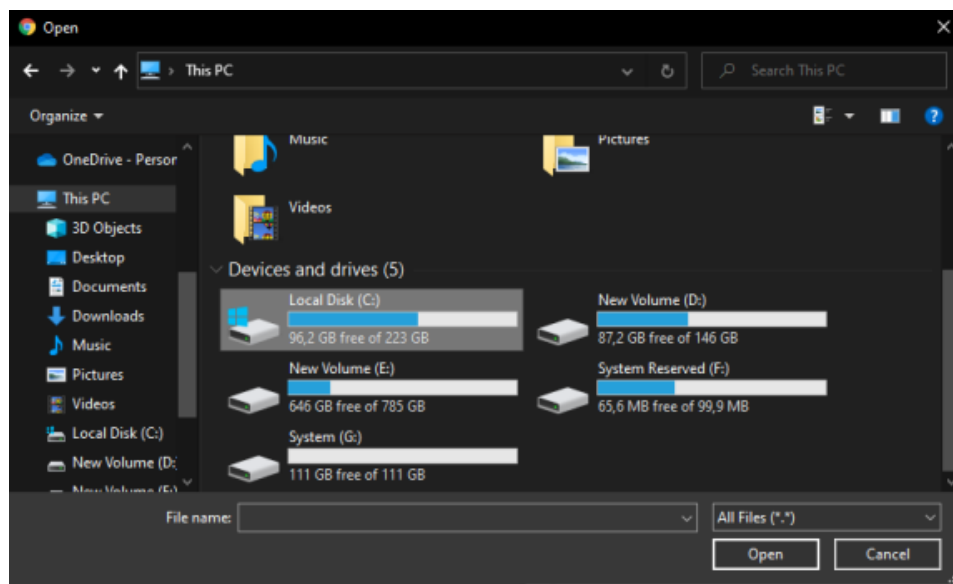 Open
This PC
Search This PC
Organize
OneDrive - Person
This PC
3D Objects
Desktop
Documents
Downloads
Music
Pictures
Videos
Local Disk (C:)
New Volume (D:
New Volume (E:)
Music
Pictures
Videos
Devices and drives (5)
Local Disk (C:)
96,2 GB free of 223 GB
New Volume (D:)
87,2 GB free of 146 GB
New Volume (E:)
646 GB free of 785 GB
System Reserved (F:)
65,6 MB free of 99,9 MB
System (G:)
111 GB free of 111 GB
File name:
All Files (*.*)
Open
Cancel